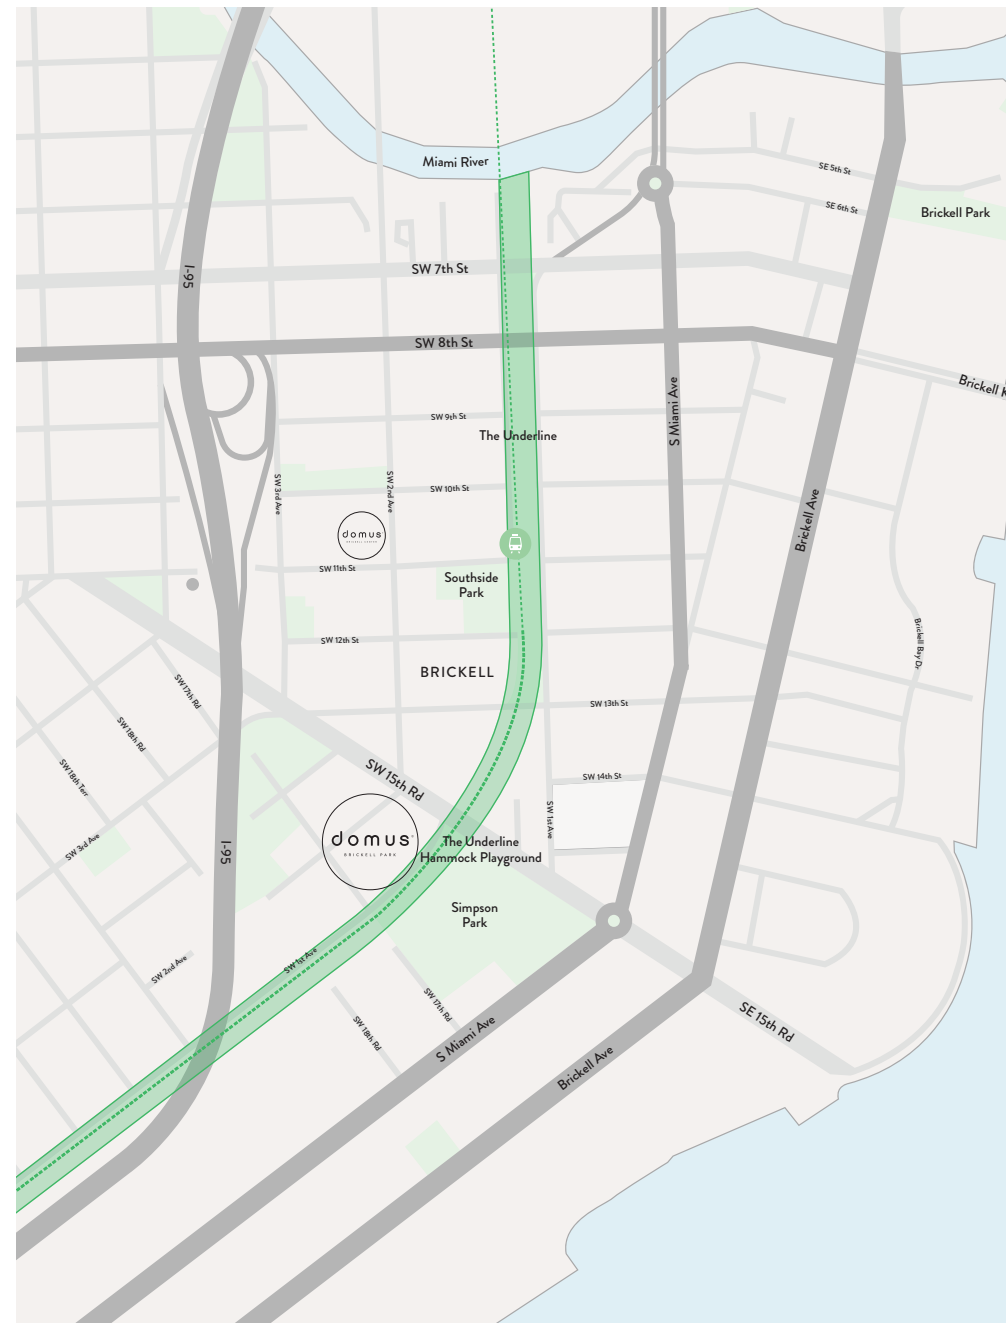 Miami River
SE 5th St
SE 6th St
Brickell Park
I-95
SW 7th St
SW 8th St
Brickell K
S Miami Ave
SW 9th St
The Underline
SW 3rd Ave
SW 2nd Ave
SW 10th St
Brickell Ave
domus
BRICKELL CENTER
SW 11th St
Southside
Park
SW 12th St
Brickell Bay Dr
BRICKELL
SW 17th Rd
SW 13th St
SW 18th Rd
SW 18th Terr
SW 15th Rd
SW 14th St
SW 1st Ave
SW 3rd Ave
I-95
domus
BRICKELL PARK
The Underline
Hammock Playground
Simpson
Park
SW 2nd Ave
SW 1st Ave
SW 17th Rd
SW 18th Rd
S Miami Ave
SE 15th Rd
Brickell Ave